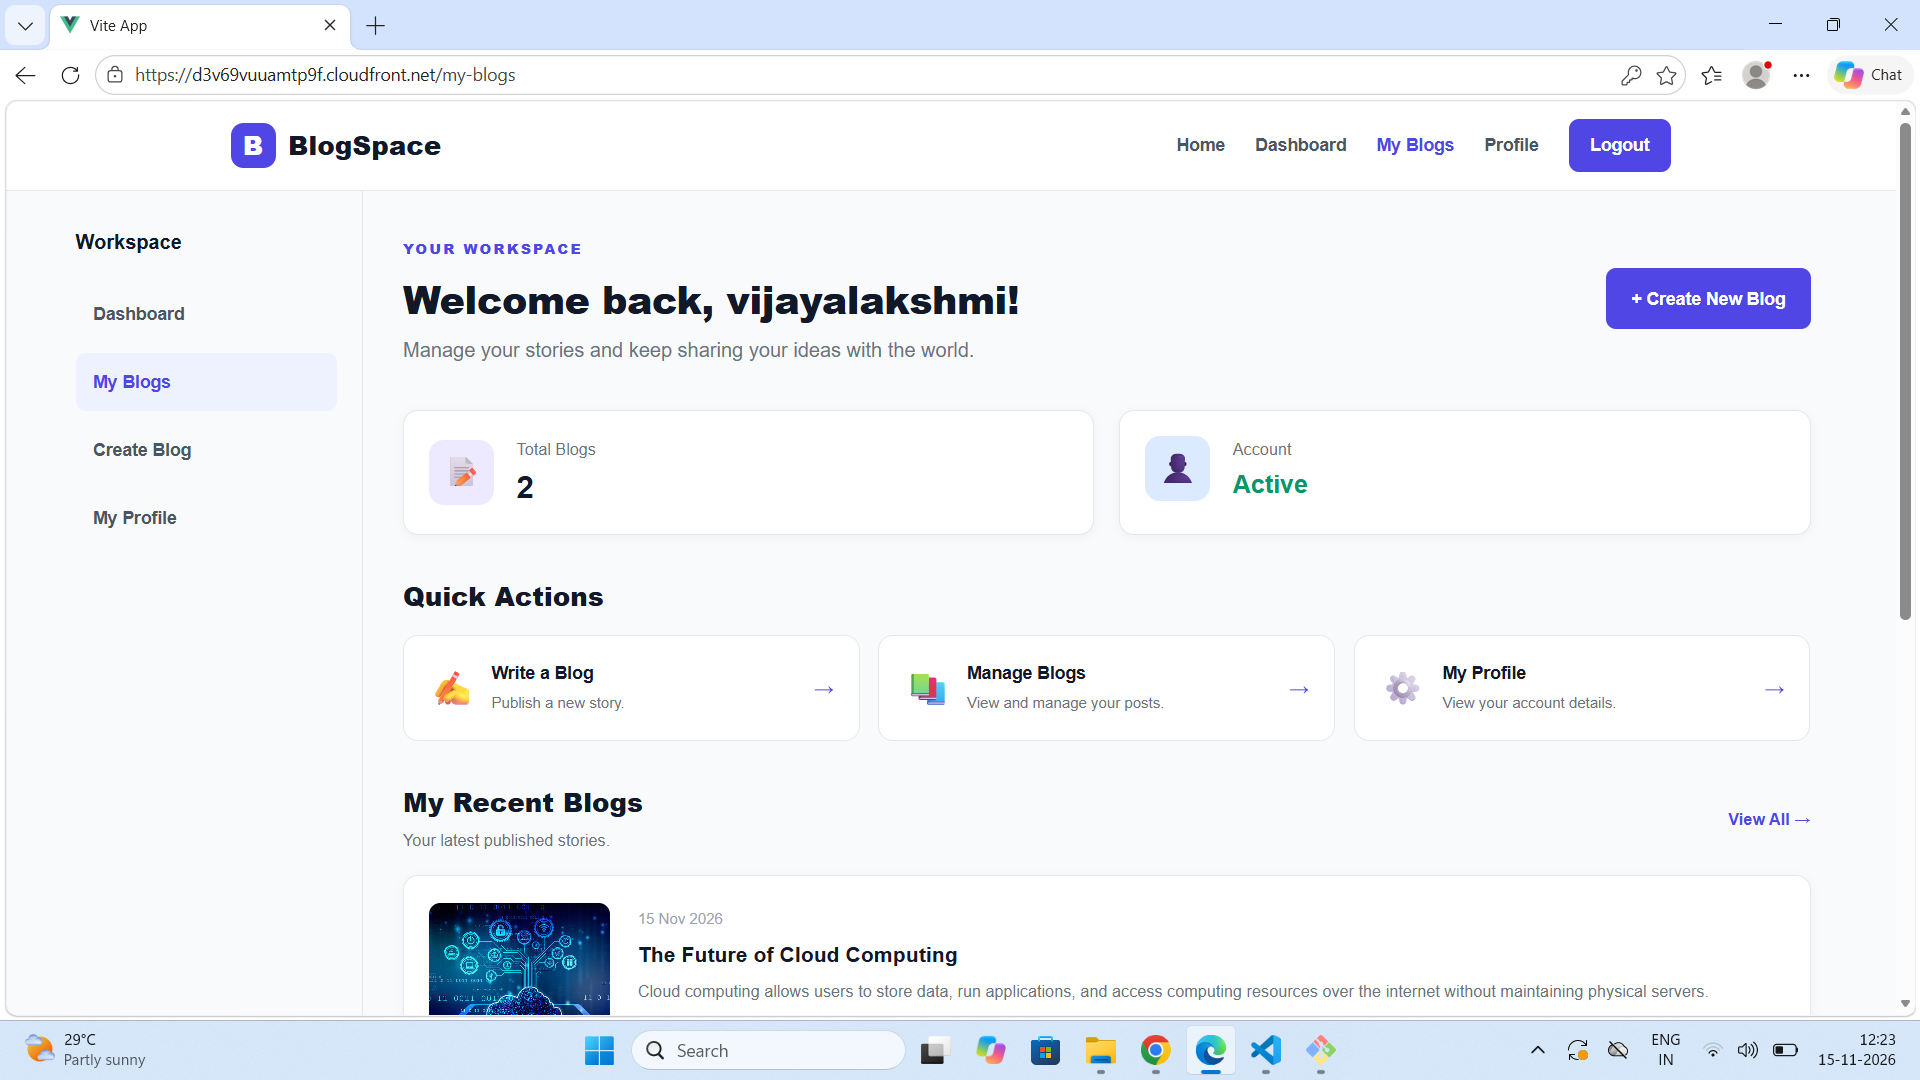 Vite App
https://d3v69vuuamtp9f.cloudfront.net/my-blogs
Chat
B BlogSpace
Home Dashboard My Blogs Profile Logout
Workspace
Dashboard
My Blogs
Create Blog
My Profile
YOUR WORKSPACE
Welcome back, vijayalakshmi!
Manage your stories and keep sharing your ideas with the world.
+ Create New Blog
Total Blogs
2
Account
Active
Quick Actions
Write a Blog
Publish a new story.
→
Manage Blogs
View and manage your posts.
→
My Profile
View your account details.
→
My Recent Blogs
Your latest published stories.
View All →
15 Nov 2026
The Future of Cloud Computing
Cloud computing allows users to store data, run applications, and access computing resources over the internet without maintaining physical servers.
29°C
Partly sunny
Search
ENG
IN
12:23
15-11-2026